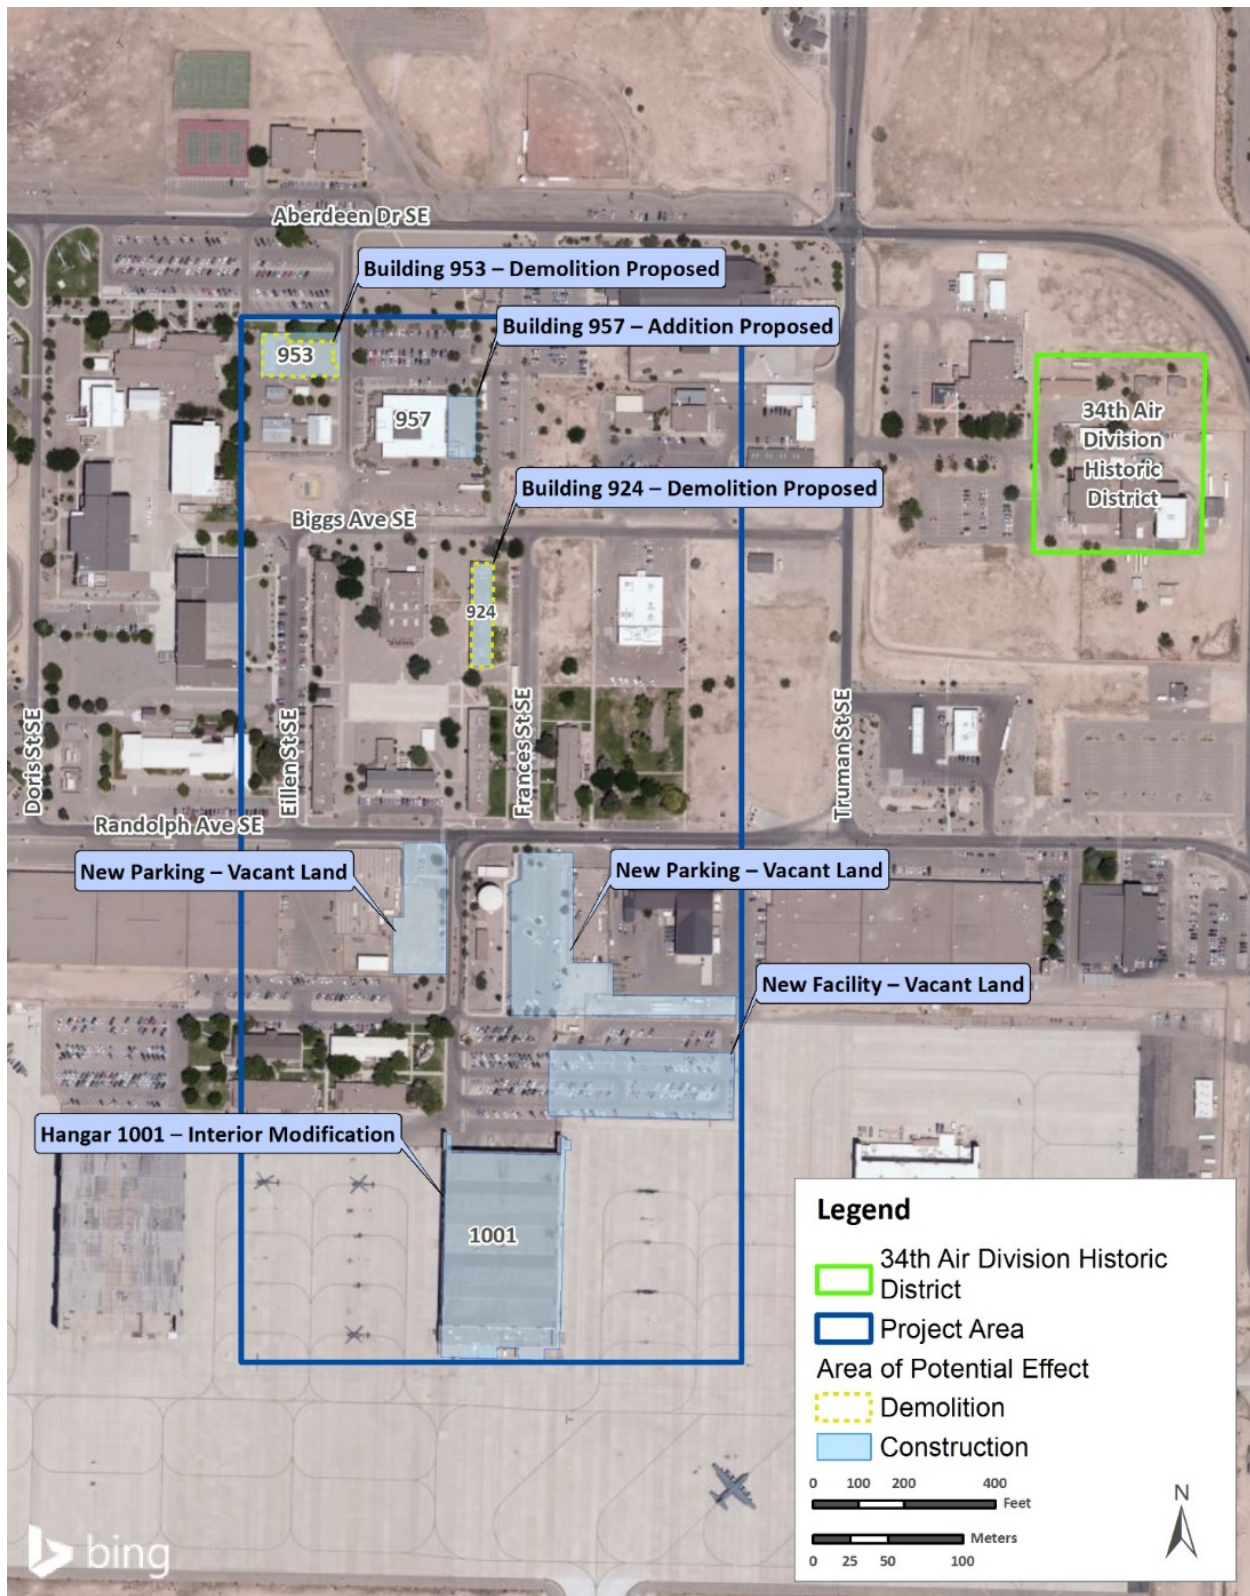 Aberdeen Dr SE
Building 953 – Demolition Proposed
Building 957 – Addition Proposed
953
957
34th Air
Division
Historic
District
Building 924 – Demolition Proposed
Biggs Ave SE
924
Doris St SE
Eillen St SE
Frances St SE
Truman St SE
Randolph Ave SE
New Parking – Vacant Land
New Parking – Vacant Land
New Facility – Vacant Land
Hangar 1001 – Interior Modification
1001
Legend
34th Air Division Historic
District
Project Area
Area of Potential Effect
Demolition
Construction
0 100 200 400
Feet
Meters
0 25 50 100
N
bing